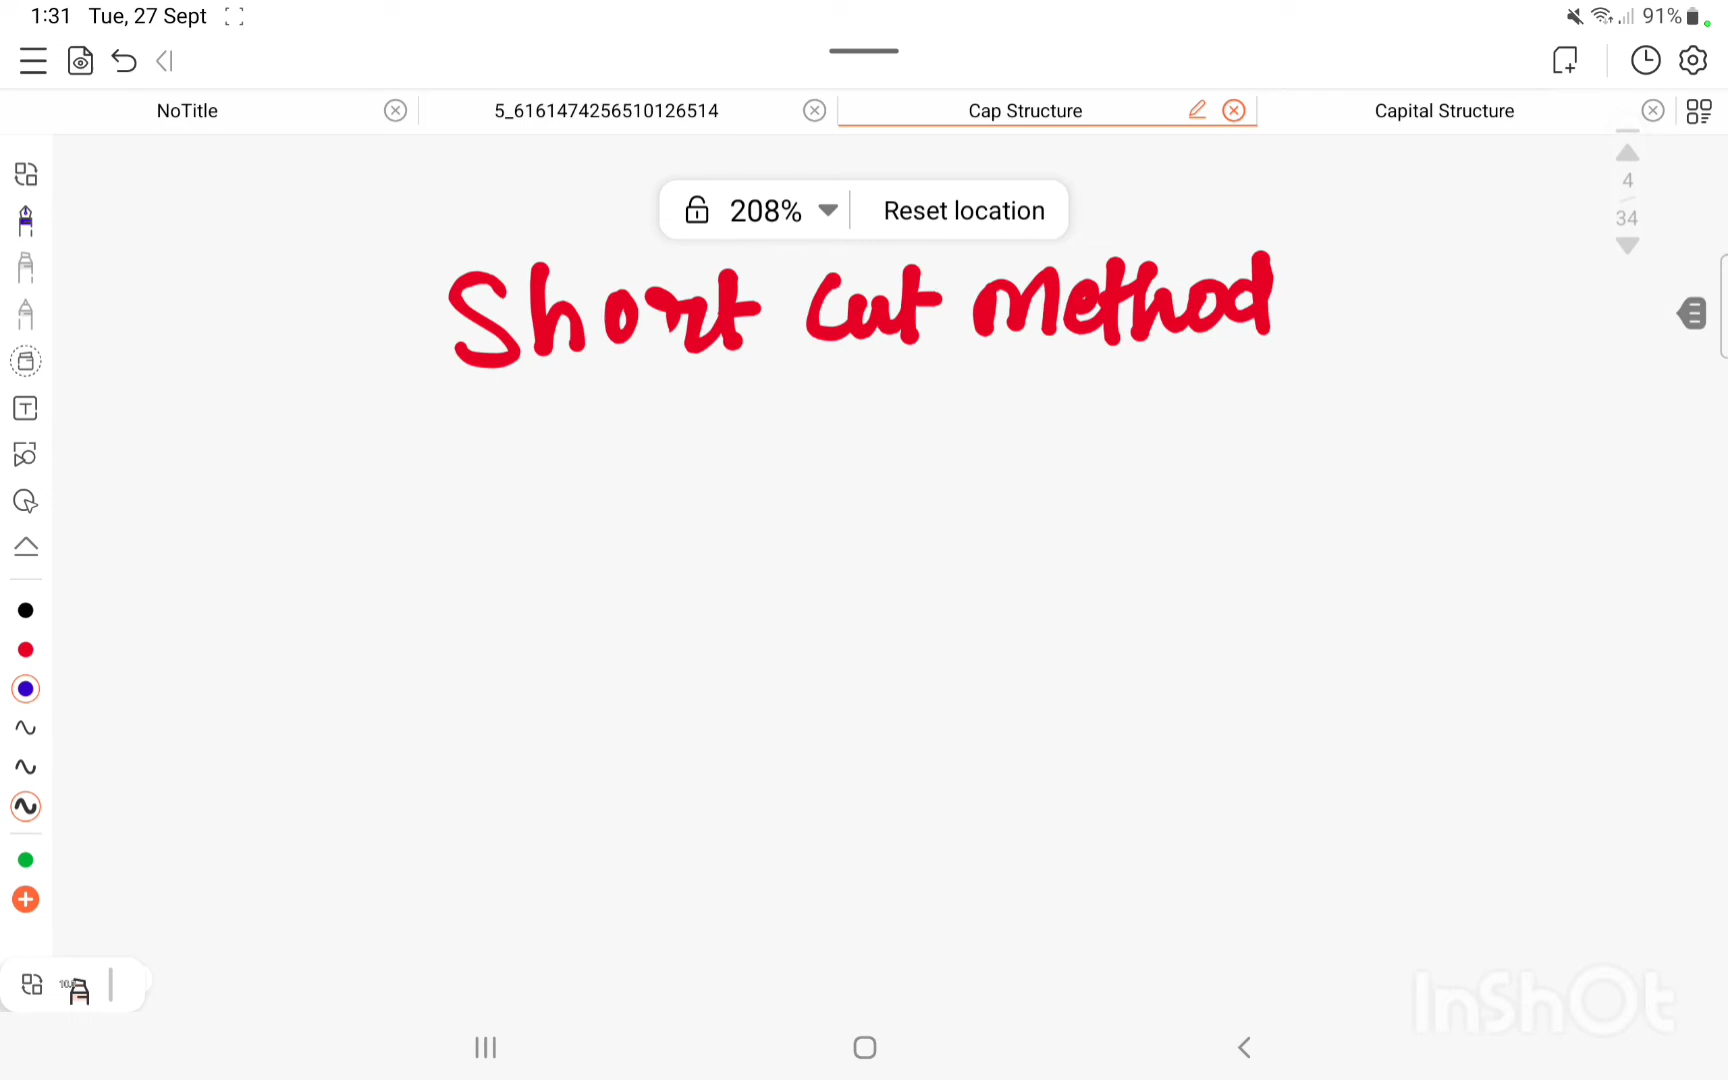 1:31 Tue, 27 Sept 91%
NoTitle 5_6161474256510126514 Cap Structure Capital Structure
208% Reset location
4
34
Short Cut Method
InShOt